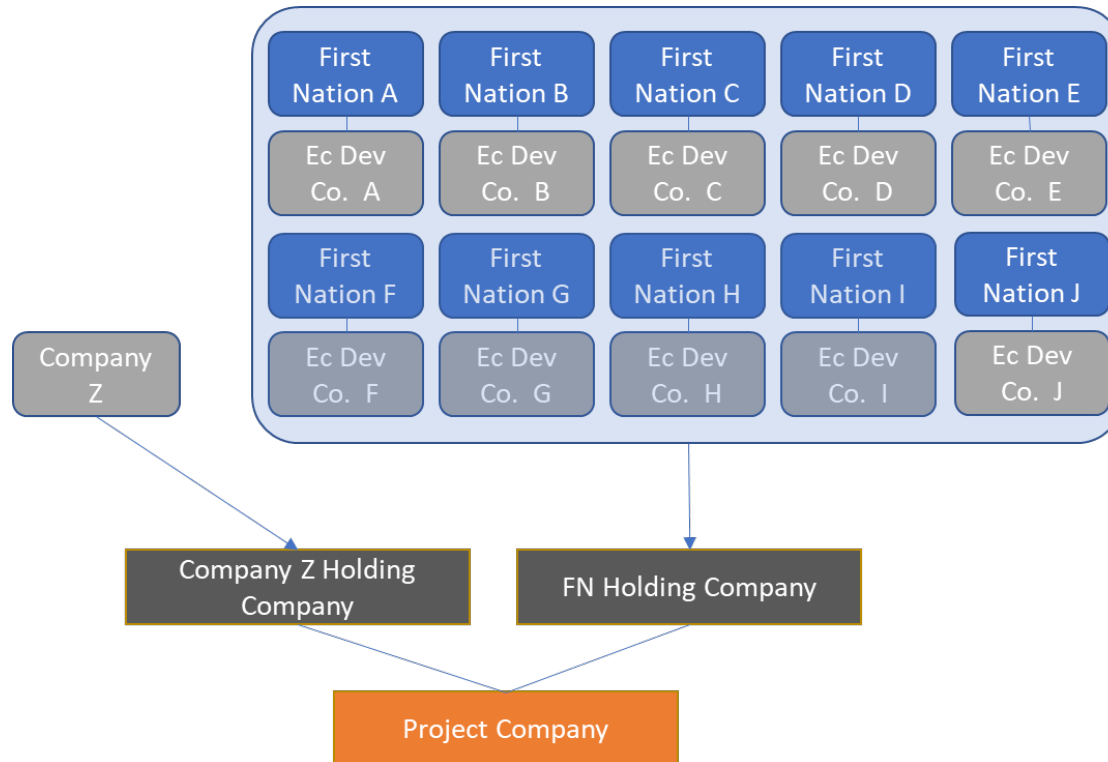 First
Nation A
First
Nation B
First
Nation C
First
Nation D
First
Nation E
Ec Dev
Co. A
Ec Dev
Co. B
Ec Dev
Co. C
Ec Dev
Co. D
Ec Dev
Co. E
First
Nation F
First
Nation G
First
Nation H
First
Nation I
First
Nation J
Ec Dev
Co. F
Ec Dev
Co. G
Ec Dev
Co. H
Ec Dev
Co. I
Ec Dev
Co. J
Company
Z
Company Z Holding
Company
FN Holding Company
Project Company